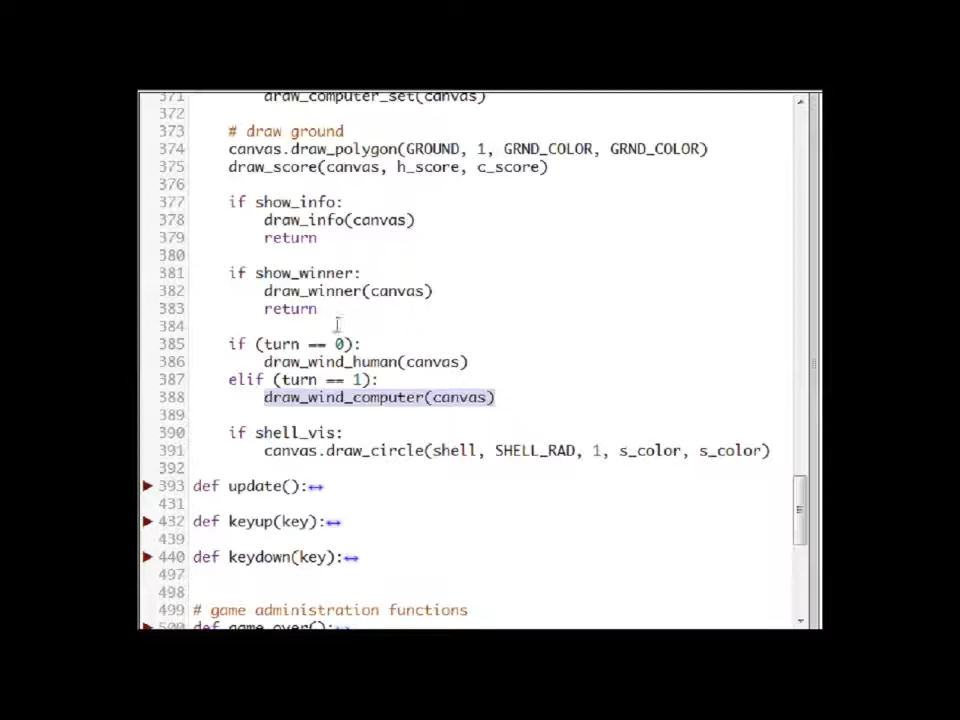 371 draw_computer_set(canvas)
372
373 # draw ground
374 canvas.draw_polygon(GROUND, 1, GRND_COLOR, GRND_COLOR)
375 draw_score(canvas, h_score, c_score)
376
377 if show_info:
378 draw_info(canvas)
379 return
380
381 if show_winner:
382 draw_winner(canvas)
383 return
384
385 if (turn == 0):
386 draw_wind_human(canvas)
387 elif (turn == 1):
388 draw_wind_computer(canvas)
389
390 if shell_vis:
391 canvas.draw_circle(shell, SHELL_RAD, 1, s_color, s_color)
392
393 def update():
431
432 def keyup(key):
439
440 def keydown(key):
497
498
499 # game administration functions
500 def game_over():